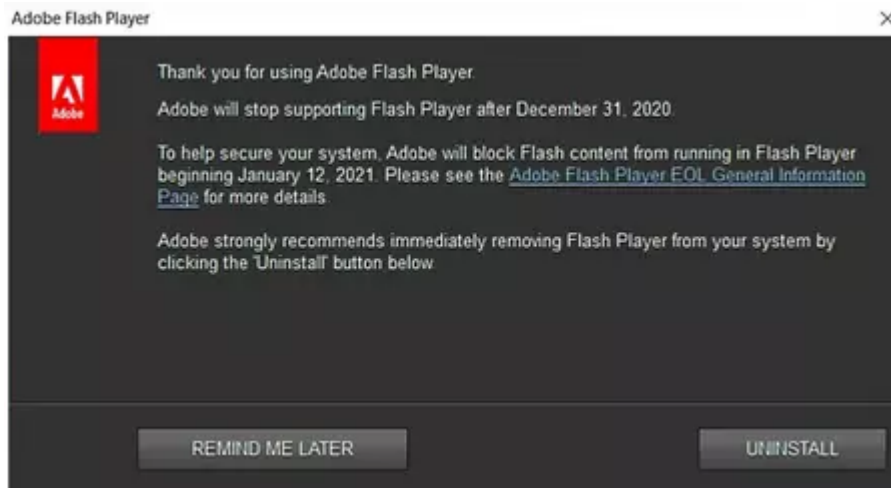 Adobe Flash Player
Adobe
Thank you for using Adobe Flash Player.
Adobe will stop supporting Flash Player after December 31, 2020.
To help secure your system, Adobe will block Flash content from running in Flash Player
beginning January 12, 2021. Please see the Adobe Flash Player EOL General Information
Page for more details.
Adobe strongly recommends immediately removing Flash Player from your system by
clicking the 'Uninstall' button below.
REMIND ME LATER
UNINSTALL